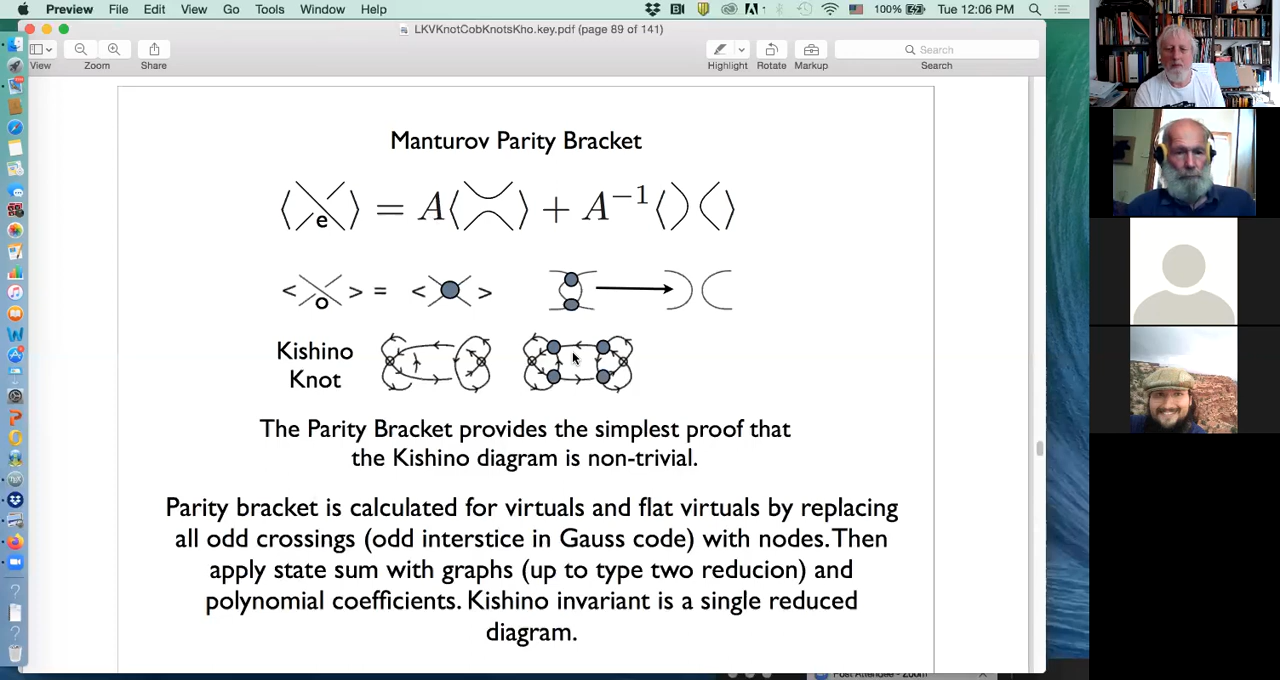 Preview File Edit View Go Tools Bookmarks Window Help 100% Tue 12:06 PM
LKVKnotCobKnotsKho.key.pdf (page 89 of 141)
View Zoom Share Highlight Rotate Markup Search
Search
Manturov Parity Bracket
⟨ e ⟩ = A⟨ ⟩ + A⁻¹⟨ ⟩
< o > = < >
Kishino
Knot
The Parity Bracket provides the simplest proof that
the Kishino diagram is non-trivial.
Parity bracket is calculated for virtuals and flat virtuals by replacing
all odd crossings (odd interstice in Gauss code) with nodes. Then
apply state sum with graphs (up to type two reducion) and
polynomial coefficients. Kishino invariant is a single reduced
diagram.